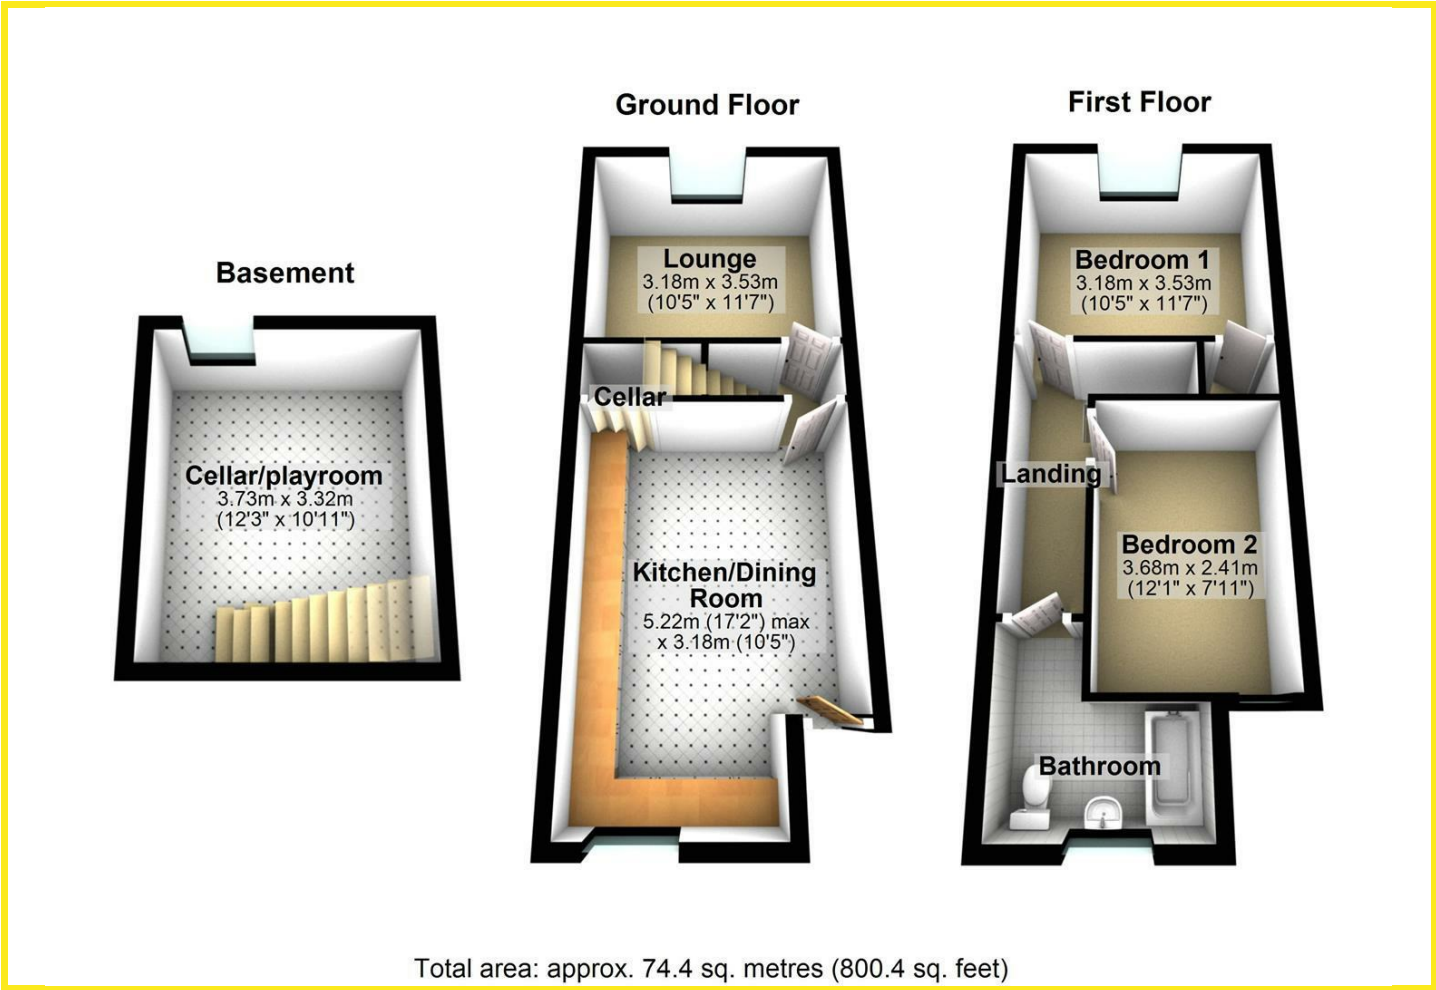 Basement
Cellar/playroom
3.73m x 3.32m
(12'3" x 10'11")
Ground Floor
Lounge
3.18m x 3.53m
(10'5" x 11'7")
Cellar
Kitchen/Dining
Room
5.22m (17'2") max
x 3.18m (10'5")
First Floor
Bedroom 1
3.18m x 3.53m
(10'5" x 11'7")
Landing
Bedroom 2
3.68m x 2.41m
(12'1" x 7'11")
Bathroom
Total area: approx. 74.4 sq. metres (800.4 sq. feet)